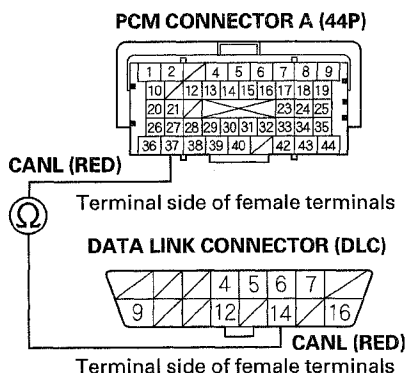 PCM CONNECTOR A (44P)
1 2 4 5 6 7 8 9
10 12 13 14 15 16 17 18 19
20 21 23 24 25
26 27 28 29 30 31 32 33 34 35
36 37 38 39 40 42 43 44
CANL (RED)
Ω
Terminal side of female terminals
DATA LINK CONNECTOR (DLC)
4 5 6 7
9 12 14 16
CANL (RED)
Terminal side of female terminals